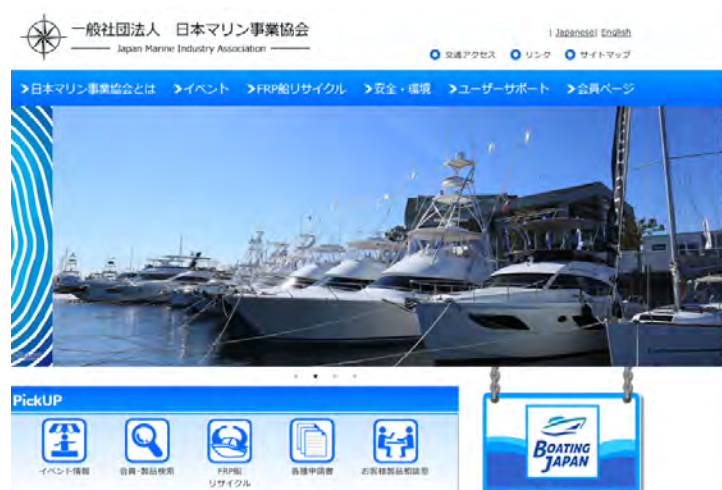 一般社団法人 日本マリン事業協会
Japan Marine Industry Association
| Japanese| English
交通アクセス リンク サイトマップ
>日本マリン事業協会とは >イベント >FRP船リサイクル >安全・環境 >ユーザーサポート >会員ページ
PickUP
イベント情報 会員・製品検索 FRP船 各種申請書 お客様製品相談窓
リサイクル
BOATING
JAPAN